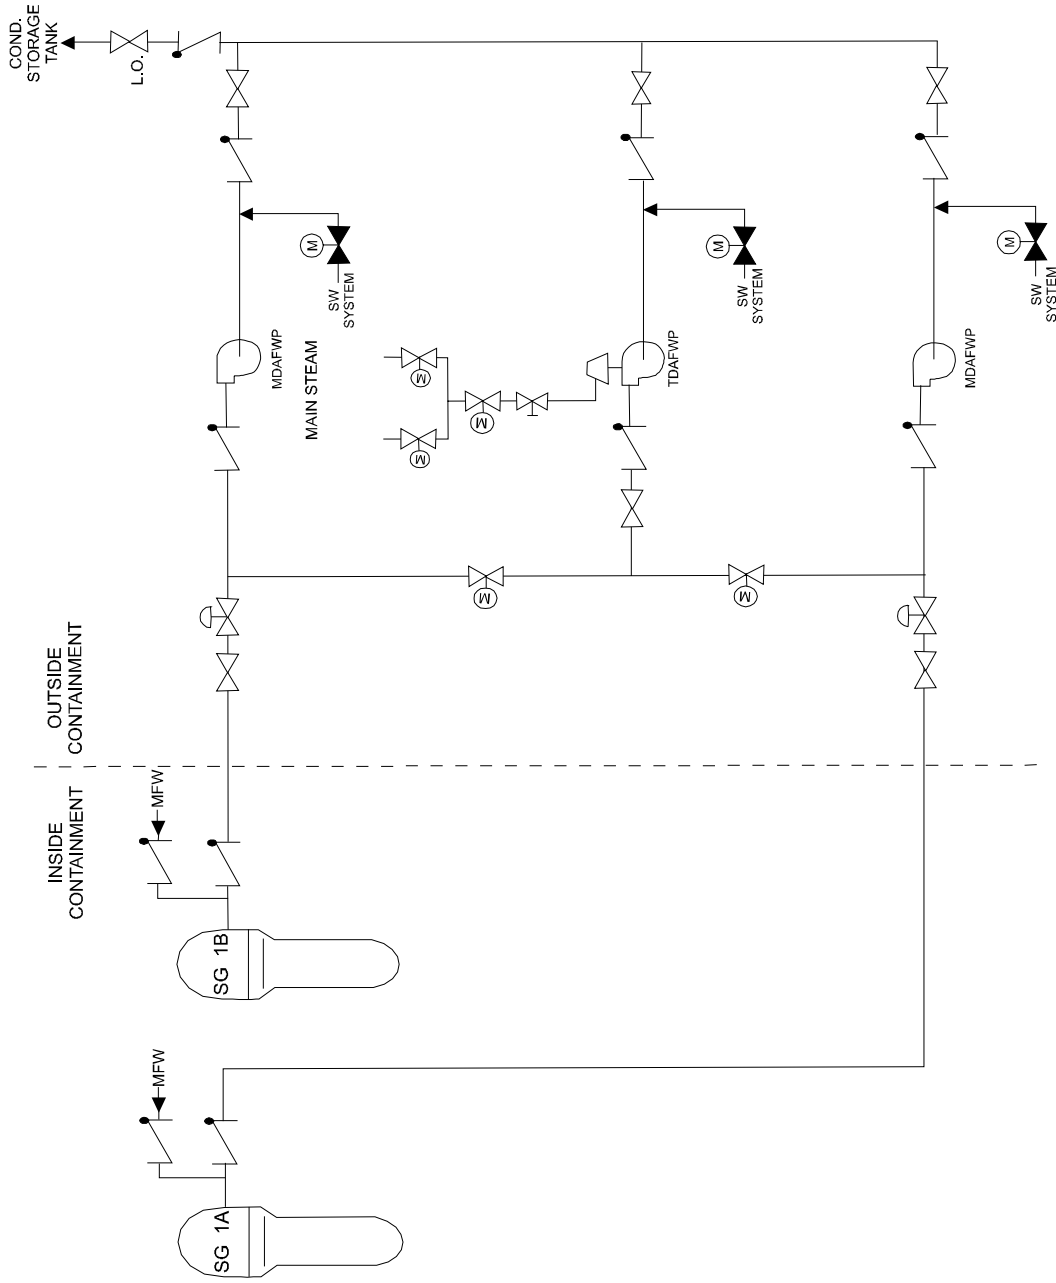 COND.
STORAGE
TANK
L.O.
M
SW
SYSTEM
M
SW
SYSTEM
M
SW
SYSTEM
MDAFWP
MAIN STEAM
M
M
M
TDAFWP
MDAFWP
M
M
OUTSIDE
CONTAINMENT
INSIDE
CONTAINMENT
MFW
SG 1B
MFW
SG 1A